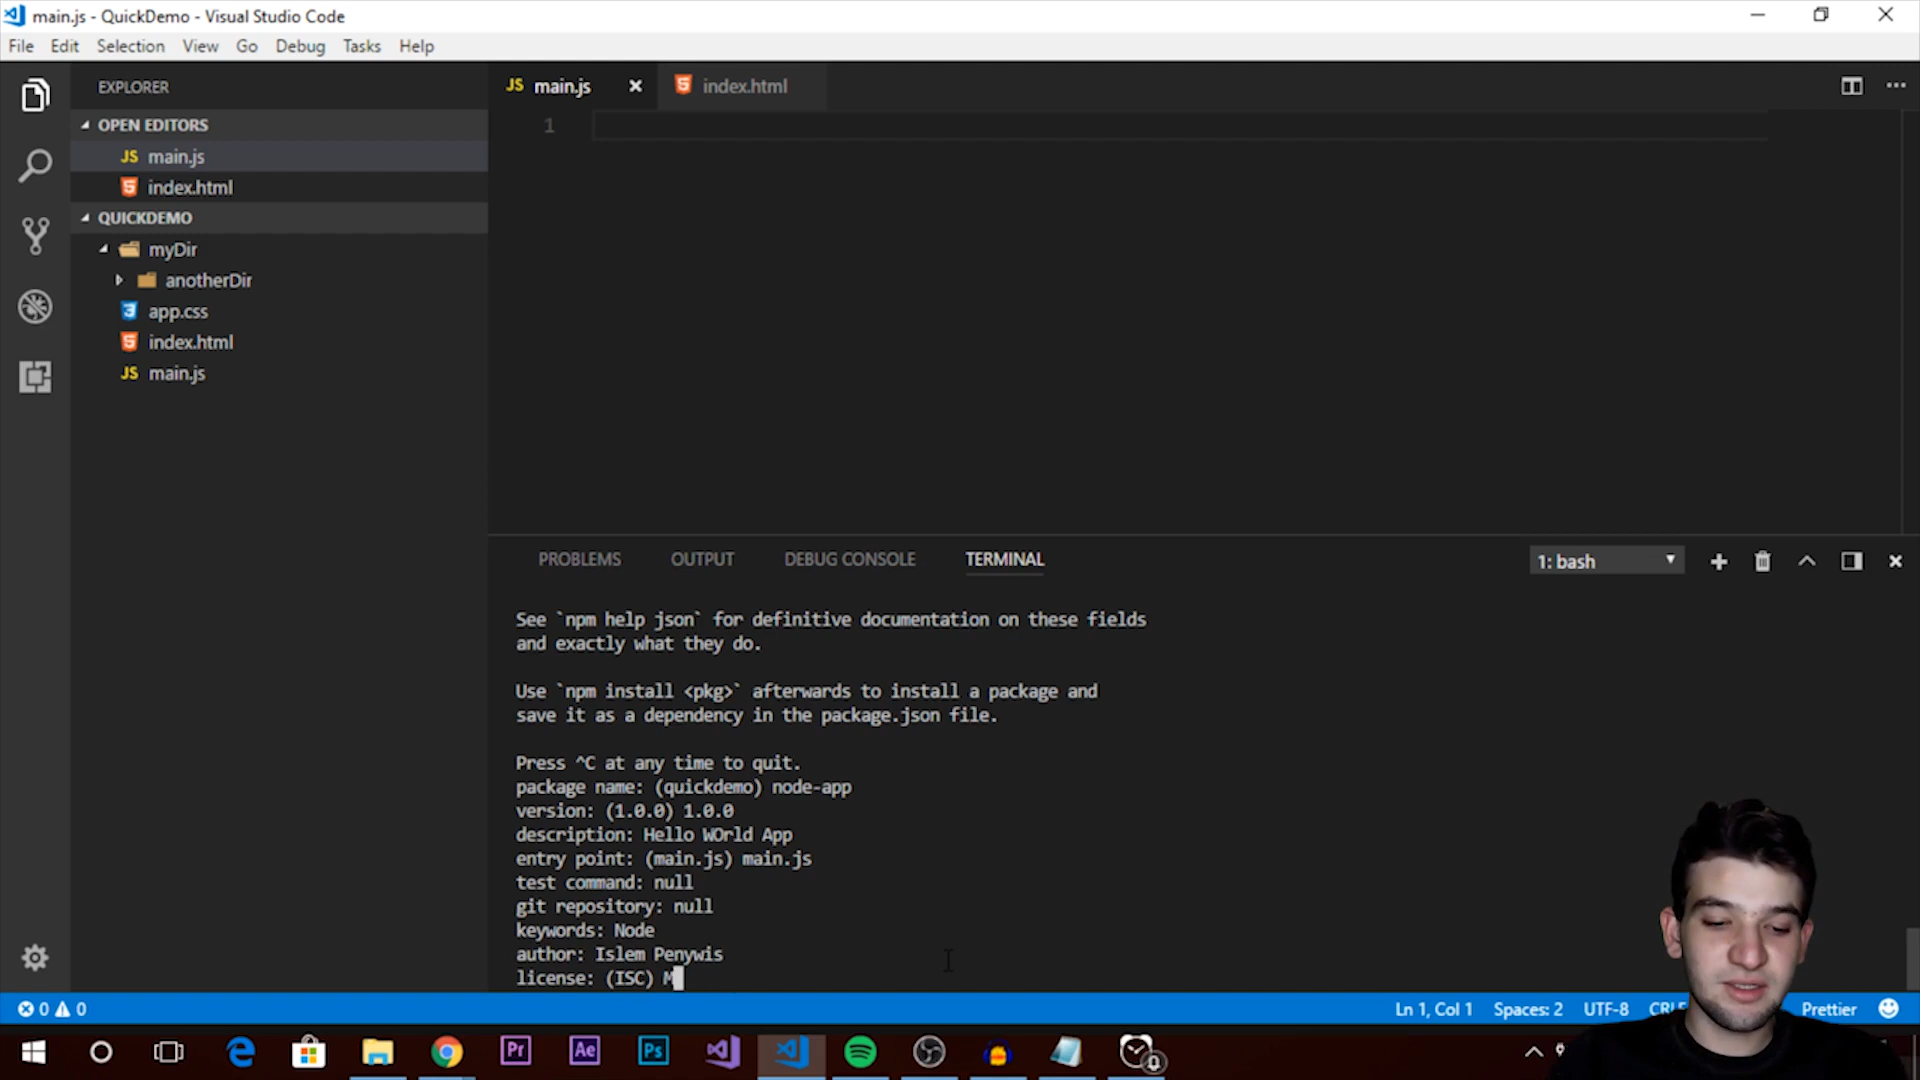 main.js - QuickDemo - Visual Studio Code
File Edit Selection View Go Debug Tasks Help
EXPLORER
OPEN EDITORS
JS main.js
index.html
QUICKDEMO
myDir
anotherDir
app.css
index.html
JS main.js
JS main.js
index.html
1
PROBLEMS OUTPUT DEBUG CONSOLE TERMINAL
1: bash
See `npm help json` for definitive documentation on these fields
and exactly what they do.
Use `npm install <pkg>` afterwards to install a package and
save it as a dependency in the package.json file.
Press ^C at any time to quit.
package name: (quickdemo) node-app
version: (1.0.0) 1.0.0
description: Hello WOrld App
entry point: (main.js) main.js
test command: null
git repository: null
keywords: Node
author: Islem Penywis
license: (ISC) M
0 0
Ln 1, Col 1 Spaces: 2 UTF-8 Prettier
Pr Ae Ps